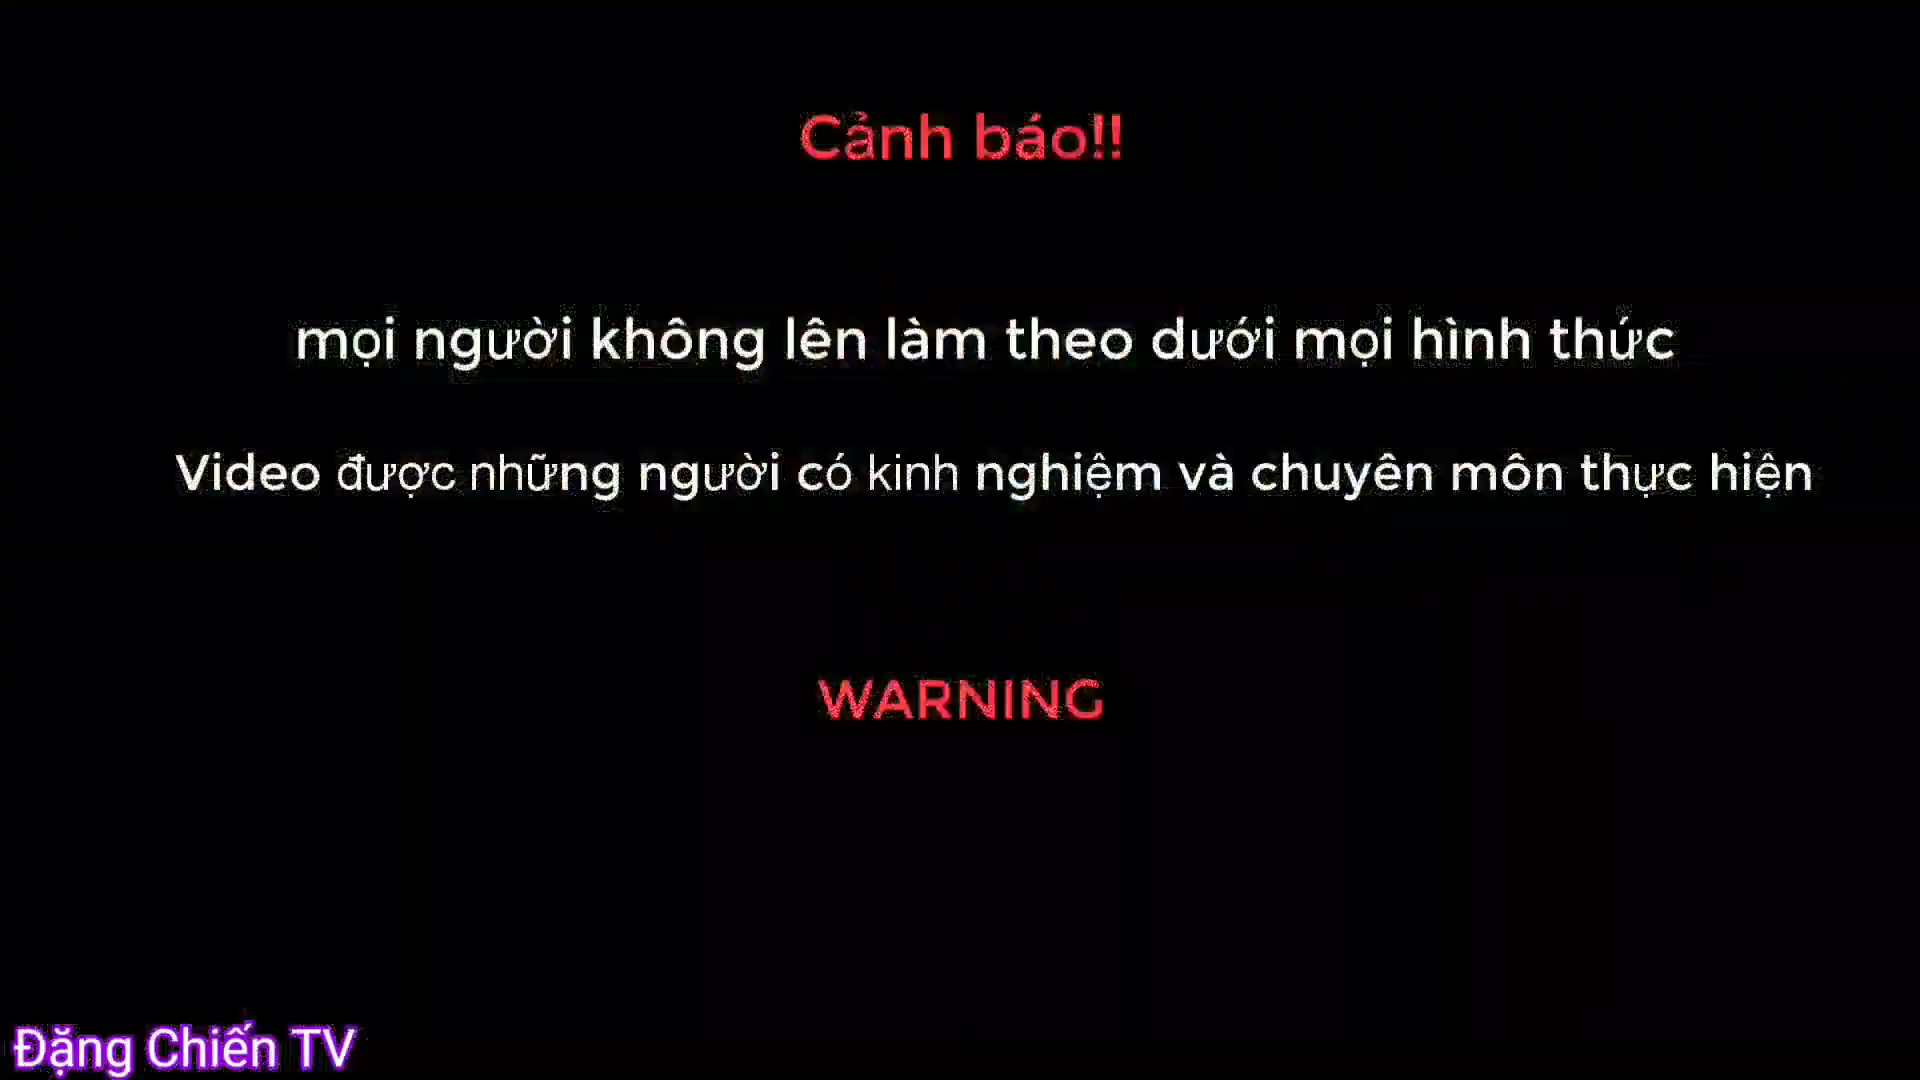 Cảnh báo!!
mọi người không lên làm theo dưới mọi hình thức
Video được những người có kinh nghiệm và chuyên môn thực hiện
WARNING
Đặng Chiến TV